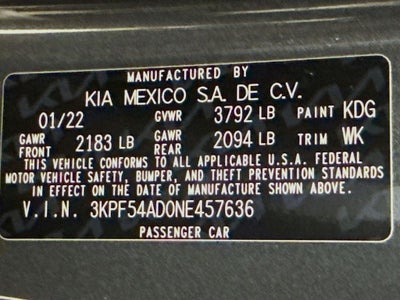 MANUFACTURED BY
KIA MEXICO S.A. DE C.V.
01/22 GVWR 3792 LB PAINT KDG
GAWR FRONT 2183 LB GAWR REAR 2094 LB TRIM WK
THIS VEHICLE CONFORMS TO ALL APPLICABLE U.S.A. FEDERAL
MOTOR VEHICLE SAFETY, BUMPER, AND THEFT PREVENTION STANDARDS
IN EFFECT ON THE DATE OF MANUFACTURE SHOWN ABOVE.
V.I.N. 3KPF54AD0NE457636
PASSENGER CAR